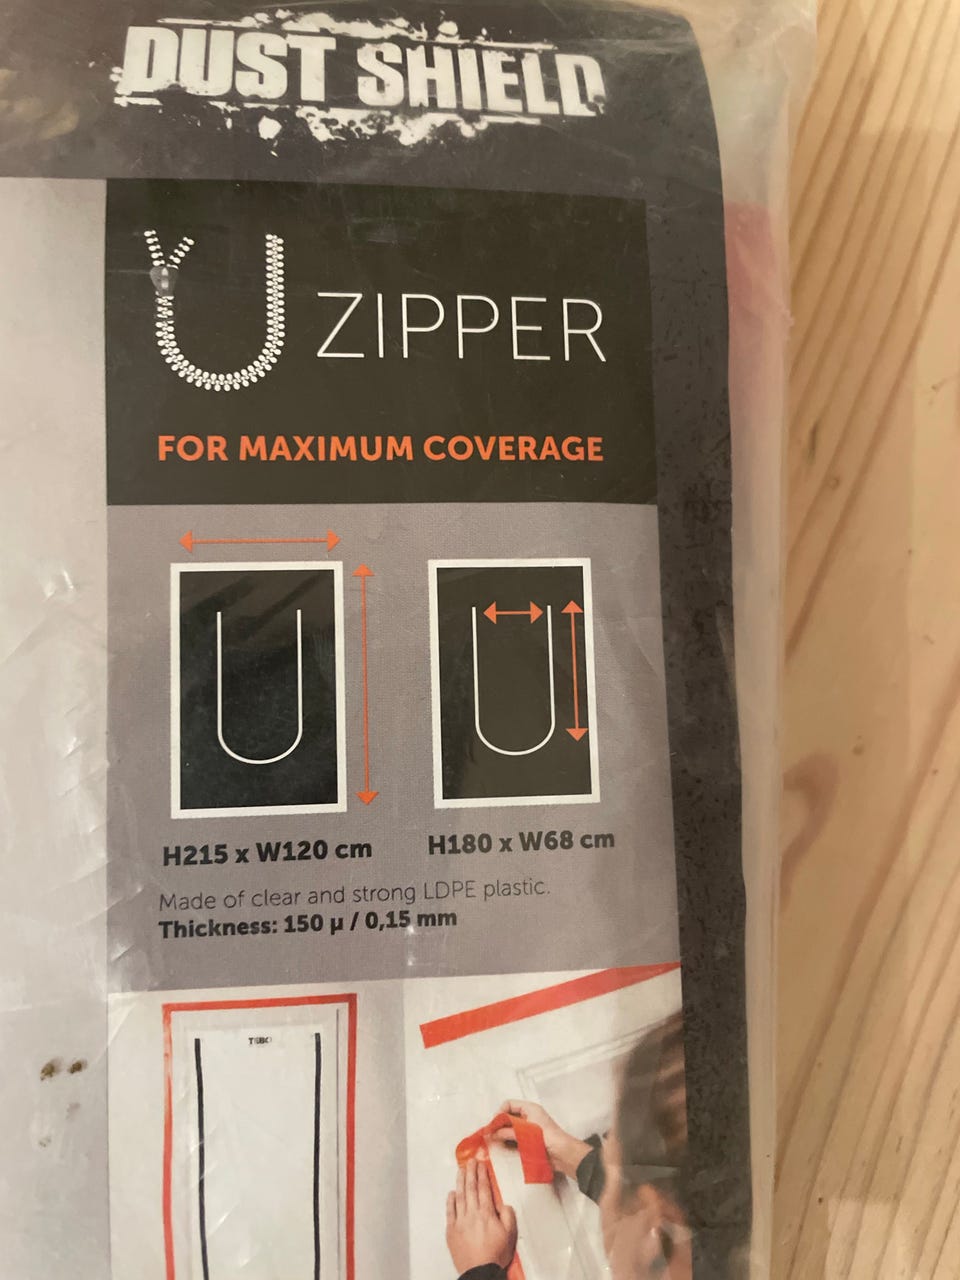 DUST SHIELD
ZIPPER
FOR MAXIMUM COVERAGE
H215 x W120 cm
H180 x W68 cm
Made of clear and strong LDPE plastic.
Thickness: 150 µ / 0,15 mm